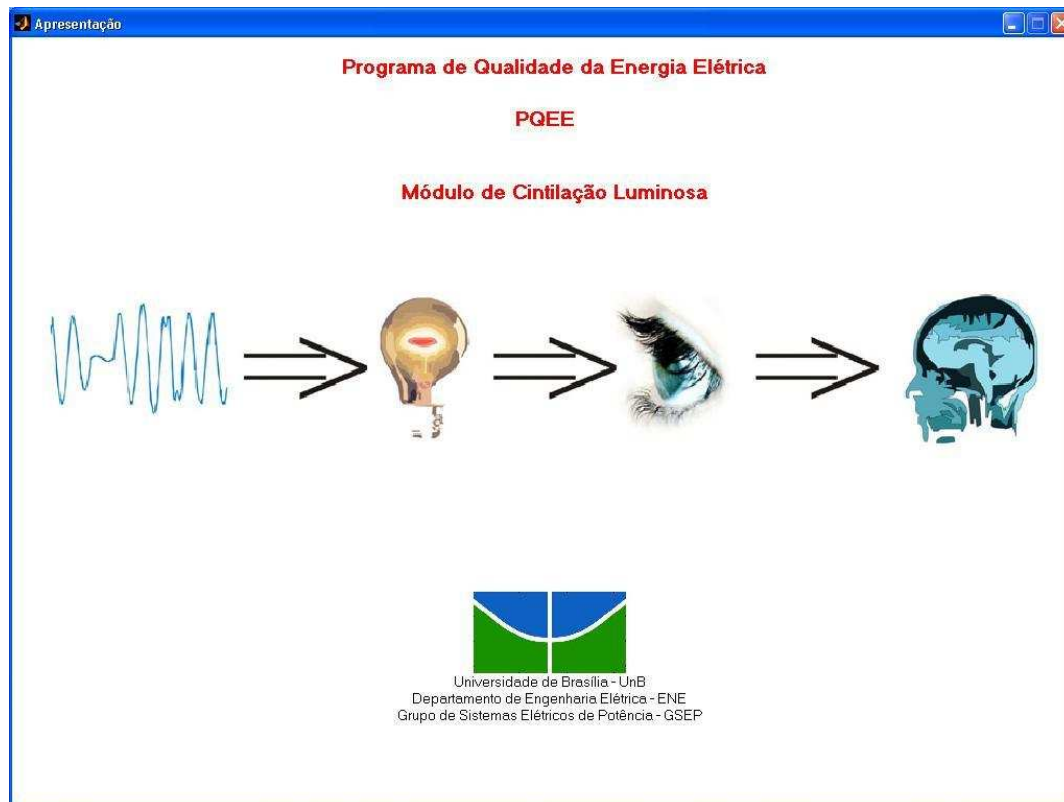 Apresentação
Programa de Qualidade da Energia Elétrica
PQEE
Módulo de Cintilação Luminosa
Universidade de Brasília - UnB
Departamento de Engenharia Elétrica - ENE
Grupo de Sistemas Elétricos de Potência - GSEP